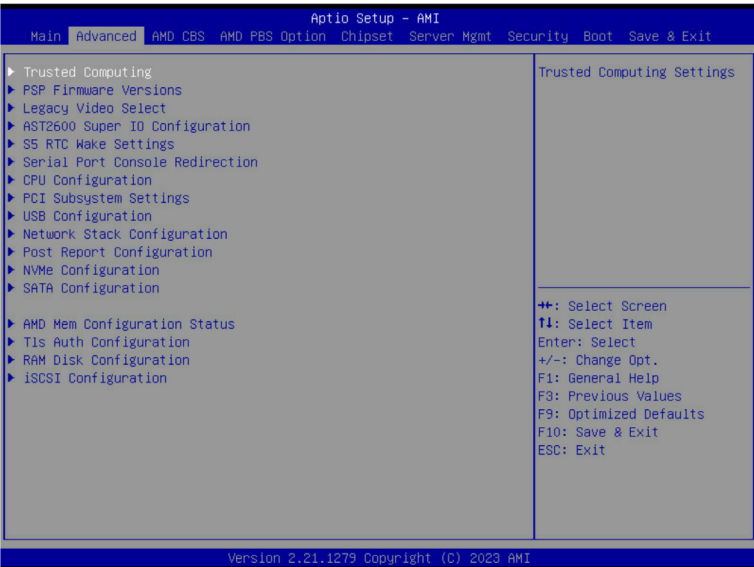 Aptio Setup – AMI
Main Advanced AMD CBS AMD PBS Option Chipset Server Mgmt Security Boot Save & Exit
Trusted Computing
PSP Firmware Versions
Legacy Video Select
AST2600 Super IO Configuration
S5 RTC Wake Settings
Serial Port Console Redirection
CPU Configuration
PCI Subsystem Settings
USB Configuration
Network Stack Configuration
Post Report Configuration
NVMe Configuration
SATA Configuration
AMD Mem Configuration Status
Tls Auth Configuration
RAM Disk Configuration
iSCSI Configuration
Trusted Computing Settings
→←: Select Screen
↑↓: Select Item
Enter: Select
+/-: Change Opt.
F1: General Help
F3: Previous Values
F9: Optimized Defaults
F10: Save & Exit
ESC: Exit
Version 2.21.1279 Copyright (C) 2023 AMI